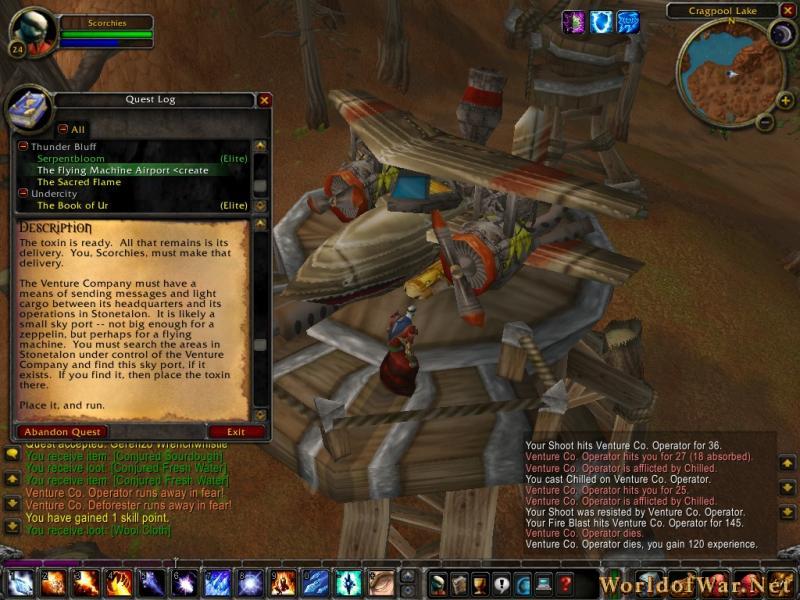 Scorchies
24
Cragpool Lake
N
Quest Log
All
Thunder Bluff
Serpentbloom (Elite)
The Flying Machine Airport <create
The Sacred Flame
Undercity
The Book of Ur (Elite)
Description
The toxin is ready. All that remains is its
delivery. You, Scorchies, must make that
delivery.
The Venture Company must have a
means of sending messages and light
cargo between its headquarters and its
operations in Stonetalon. It is likely a
small sky port -- not big enough for a
zeppelin, but perhaps for a flying
machine. You must search the areas in
Stonetalon under control of the Venture
Company and find this sky port, if it
exists. If you find it, then place the toxin
there.
Place it, and run.
Abandon Quest
Exit
Quest accepted: Gerenzo Wrenchwhistle
You receive item: [Conjured Sourdough]
You receive loot: [Conjured Fresh Water]
You receive loot: [Conjured Fresh Water]
Venture Co. Operator runs away in fear!
Venture Co. Deforester runs away in fear!
You have gained 1 skill point.
You receive loot: [Wool Cloth]
Your Shoot hits Venture Co. Operator for 36.
Venture Co. Operator hits you for 27 (18 absorbed).
Venture Co. Operator is afflicted by Chilled.
You cast Chilled on Venture Co. Operator.
Venture Co. Operator hits you for 25.
Venture Co. Operator is afflicted by Chilled.
Your Shoot was resisted by Venture Co. Operator.
Your Fire Blast hits Venture Co. Operator for 145.
Venture Co. Operator dies.
Venture Co. Operator dies, you gain 120 experience.
WorldofWar.Net